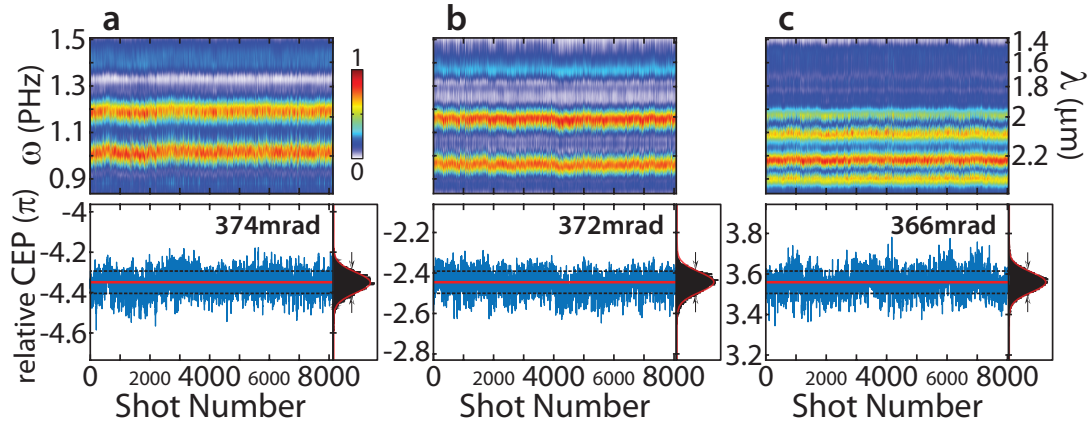 a b c
ω (PHz)
1.5
1.3
1.1
0.9
1
0
1.4
1.6
1.8
2
2.2
λ (μm)
relative CEP (π)
-4
-4.2
-4.4
-4.6
374mrad
-2.2
-2.4
-2.6
-2.8
372mrad
3.8
3.6
3.4
3.2
366mrad
0 2000 4000 6000 8000
0 2000 4000 6000 8000
0 2000 4000 6000 8000
Shot Number Shot Number Shot Number